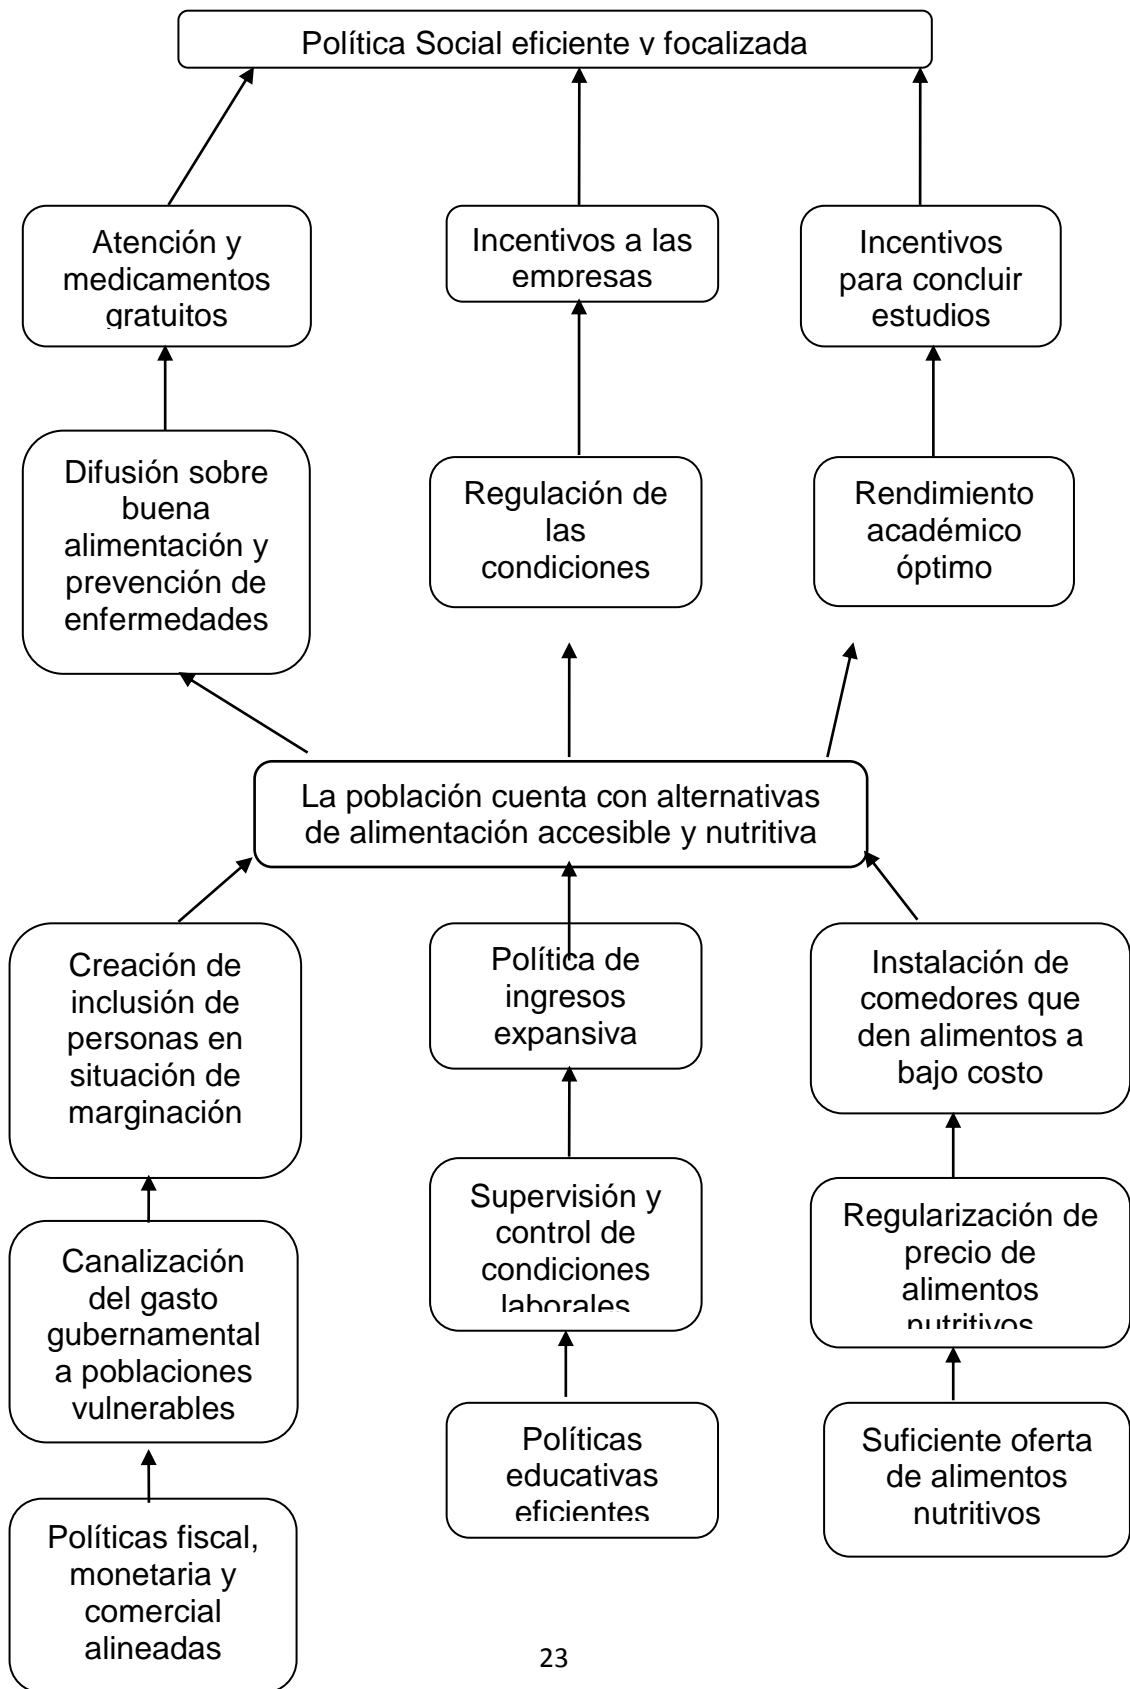 Política Social eficiente y focalizada
Atención y
medicamentos
gratuitos
Incentivos a las
empresas
Incentivos
para concluir
estudios
Difusión sobre
buena
alimentación y
prevención de
enfermedades
Regulación de
las
condiciones
Rendimiento
académico
óptimo
La población cuenta con alternativas
de alimentación accesible y nutritiva
Creación de
inclusión de
personas en
situación de
marginación
Política de
ingresos
expansiva
Instalación de
comedores que
den alimentos a
bajo costo
Canalización
del gasto
gubernamental
a poblaciones
vulnerables
Supervisión y
control de
condiciones
laborales
Regularización de
precio de
alimentos
nutritivos
Políticas fiscal,
monetaria y
comercial
alineadas
Políticas
educativas
eficientes
Suficiente oferta
de alimentos
nutritivos
23